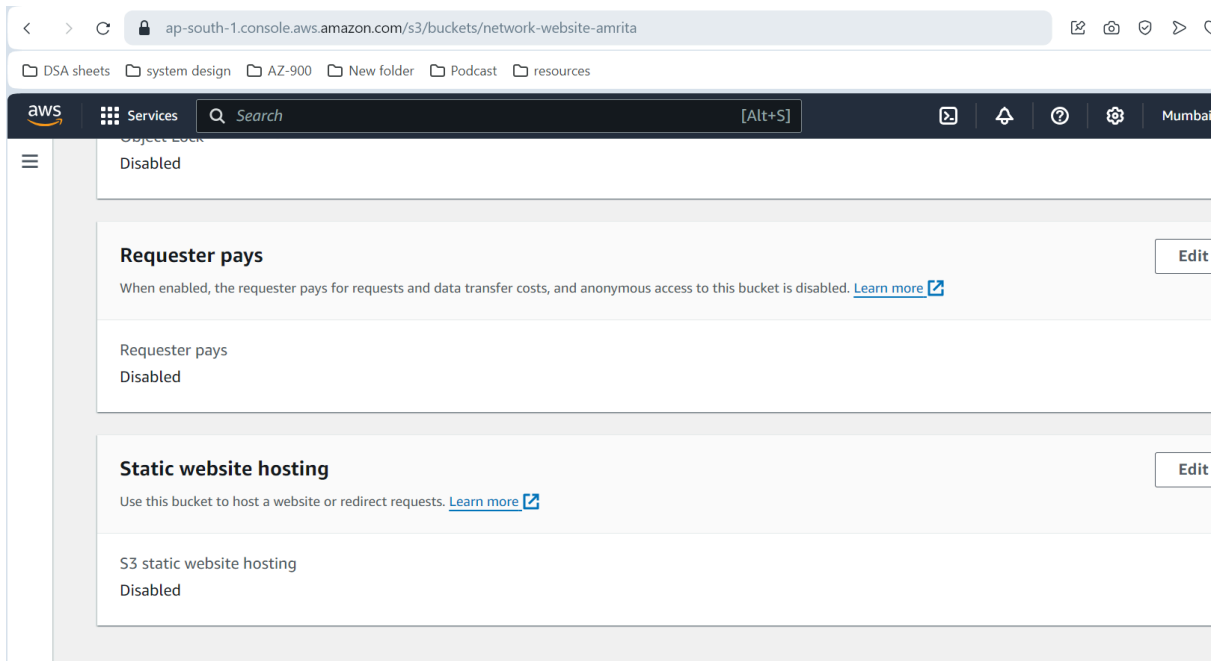 ap-south-1.console.aws.amazon.com/s3/buckets/network-website-amrita
DSA sheets system design AZ-900 New folder Podcast resources
aws Services Search [Alt+S] Mumbai
Object Lock
Disabled
Requester pays Edit
When enabled, the requester pays for requests and data transfer costs, and anonymous access to this bucket is disabled. Learn more
Requester pays
Disabled
Static website hosting Edit
Use this bucket to host a website or redirect requests. Learn more
S3 static website hosting
Disabled